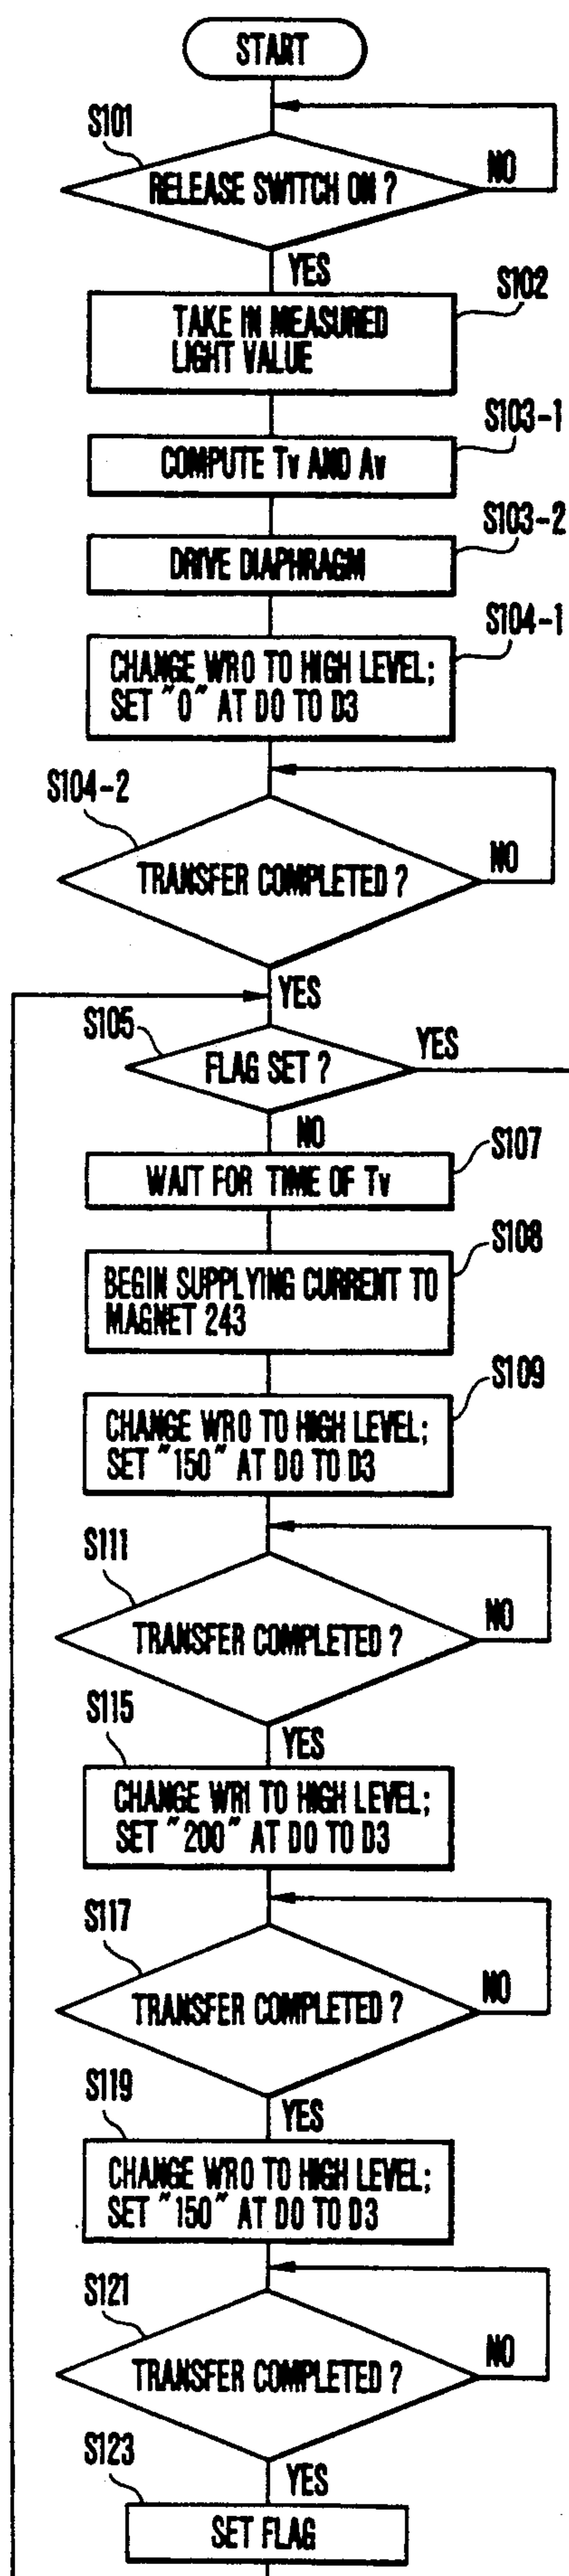 START
S101
RELEASE SWITCH ON ?
NO
YES
S102
TAKE IN MEASURED
LIGHT VALUE
S103-1
COMPUTE Tv AND Av
S103-2
DRIVE DIAPHRAGM
S104-1
CHANGE WR0 TO HIGH LEVEL;
SET "0" AT D0 TO D3
S104-2
TRANSFER COMPLETED ?
NO
YES
S105
FLAG SET ?
YES
NO
S107
WAIT FOR TIME OF Tv
S108
BEGIN SUPPLYING CURRENT TO
MAGNET 243
S109
CHANGE WR0 TO HIGH LEVEL;
SET "150" AT D0 TO D3
S111
TRANSFER COMPLETED ?
NO
YES
S115
CHANGE WR1 TO HIGH LEVEL;
SET "200" AT D0 TO D3
S117
TRANSFER COMPLETED ?
NO
YES
S119
CHANGE WR0 TO HIGH LEVEL;
SET "150" AT D0 TO D3
S121
TRANSFER COMPLETED ?
NO
YES
S123
SET FLAG